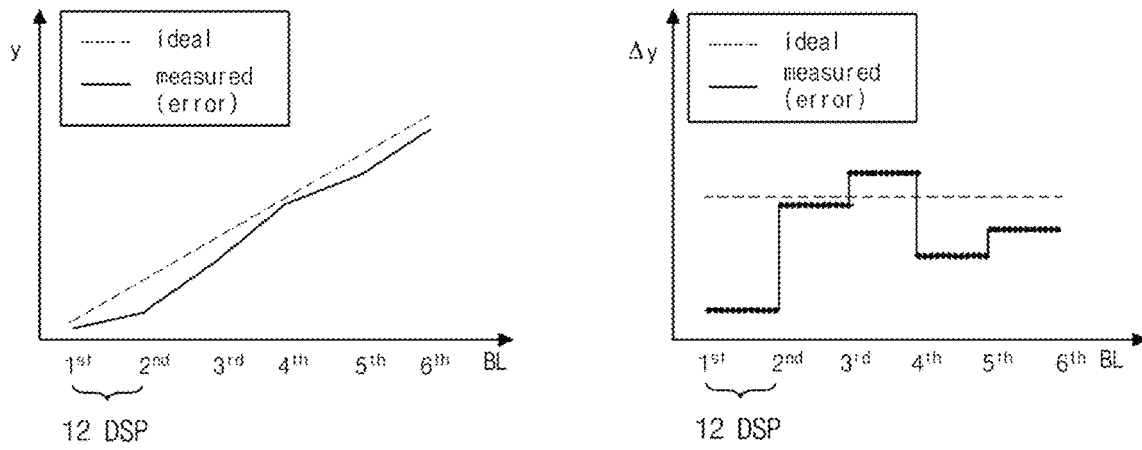 y
ideal
measured
(error)
1st 2nd 3rd 4th 5th 6th BL
12 DSP
Δy
ideal
measured
(error)
1st 2nd 3rd 4th 5th 6th BL
12 DSP